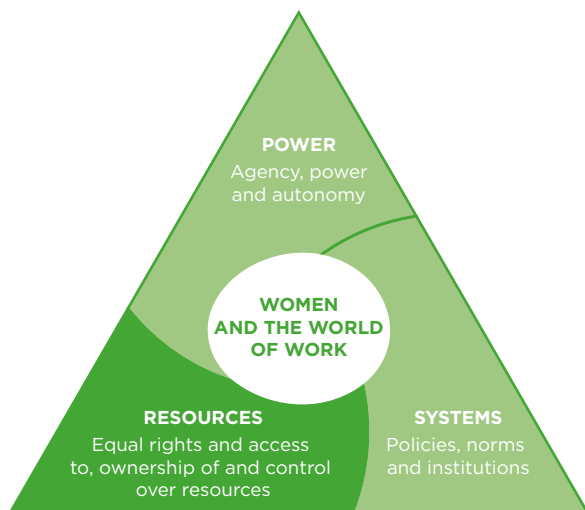 POWER
Agency, power
and autonomy
WOMEN
AND THE WORLD
OF WORK
RESOURCES
Equal rights and access
to, ownership of and control
over resources
SYSTEMS
Policies, norms
and institutions